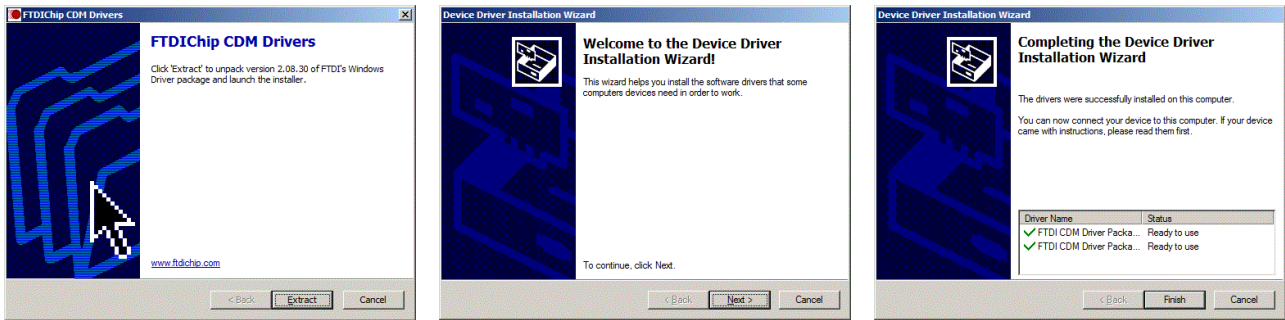 FTDIChip CDM Drivers
FTDIChip CDM Drivers
Click 'Extract' to unpack version 2.08.30 of FTDI's Windows
Driver package and launch the installer.
www.ftdichip.com
< Back
Extract
Cancel
Device Driver Installation Wizard
Welcome to the Device Driver
Installation Wizard!
This wizard helps you install the software drivers that some
computers devices need in order to work.
To continue, click Next.
< Back
Next >
Cancel
Device Driver Installation Wizard
Completing the Device Driver
Installation Wizard
The drivers were successfully installed on this computer.
You can now connect your device to this computer. If your device
came with instructions, please read them first.
Driver Name Status
FTDI CDM Driver Packa... Ready to use
FTDI CDM Driver Packa... Ready to use
< Back
Finish
Cancel